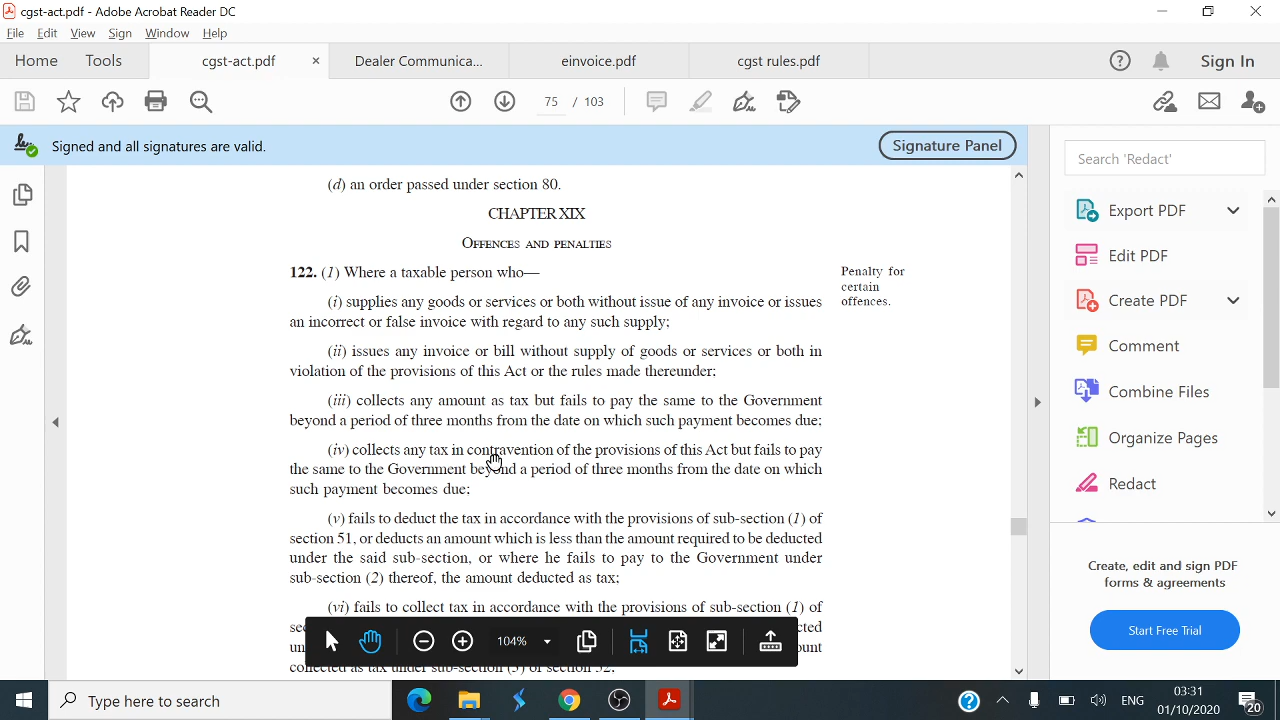 cgst-act.pdf - Adobe Acrobat Reader DC
File Edit View Sign Window Help
Home Tools cgst-act.pdf × Dealer Communica... einvoice.pdf cgst rules.pdf Sign In
75 / 103
Signed and all signatures are valid. Signature Panel
Search 'Redact'
(d) an order passed under section 80.
CHAPTER XIX
OFFENCES AND PENALTIES
122. (1) Where a taxable person who—
Penalty for
certain
offences.
(i) supplies any goods or services or both without issue of any invoice or issues
an incorrect or false invoice with regard to any such supply;
(ii) issues any invoice or bill without supply of goods or services or both in
violation of the provisions of this Act or the rules made thereunder;
(iii) collects any amount as tax but fails to pay the same to the Government
beyond a period of three months from the date on which such payment becomes due;
(iv) collects any tax in contravention of the provisions of this Act but fails to pay
the same to the Government beyond a period of three months from the date on which
such payment becomes due;
(v) fails to deduct the tax in accordance with the provisions of sub-section (1) of
section 51, or deducts an amount which is less than the amount required to be deducted
under the said sub-section, or where he fails to pay to the Government under
sub-section (2) thereof, the amount deducted as tax;
(vi) fails to collect tax in accordance with the provisions of sub-section (1) of
104%
Export PDF
Edit PDF
Create PDF
Comment
Combine Files
Organize Pages
Redact
Create, edit and sign PDF
forms & agreements
Start Free Trial
Type here to search
ENG
03:31
01/10/2020
20